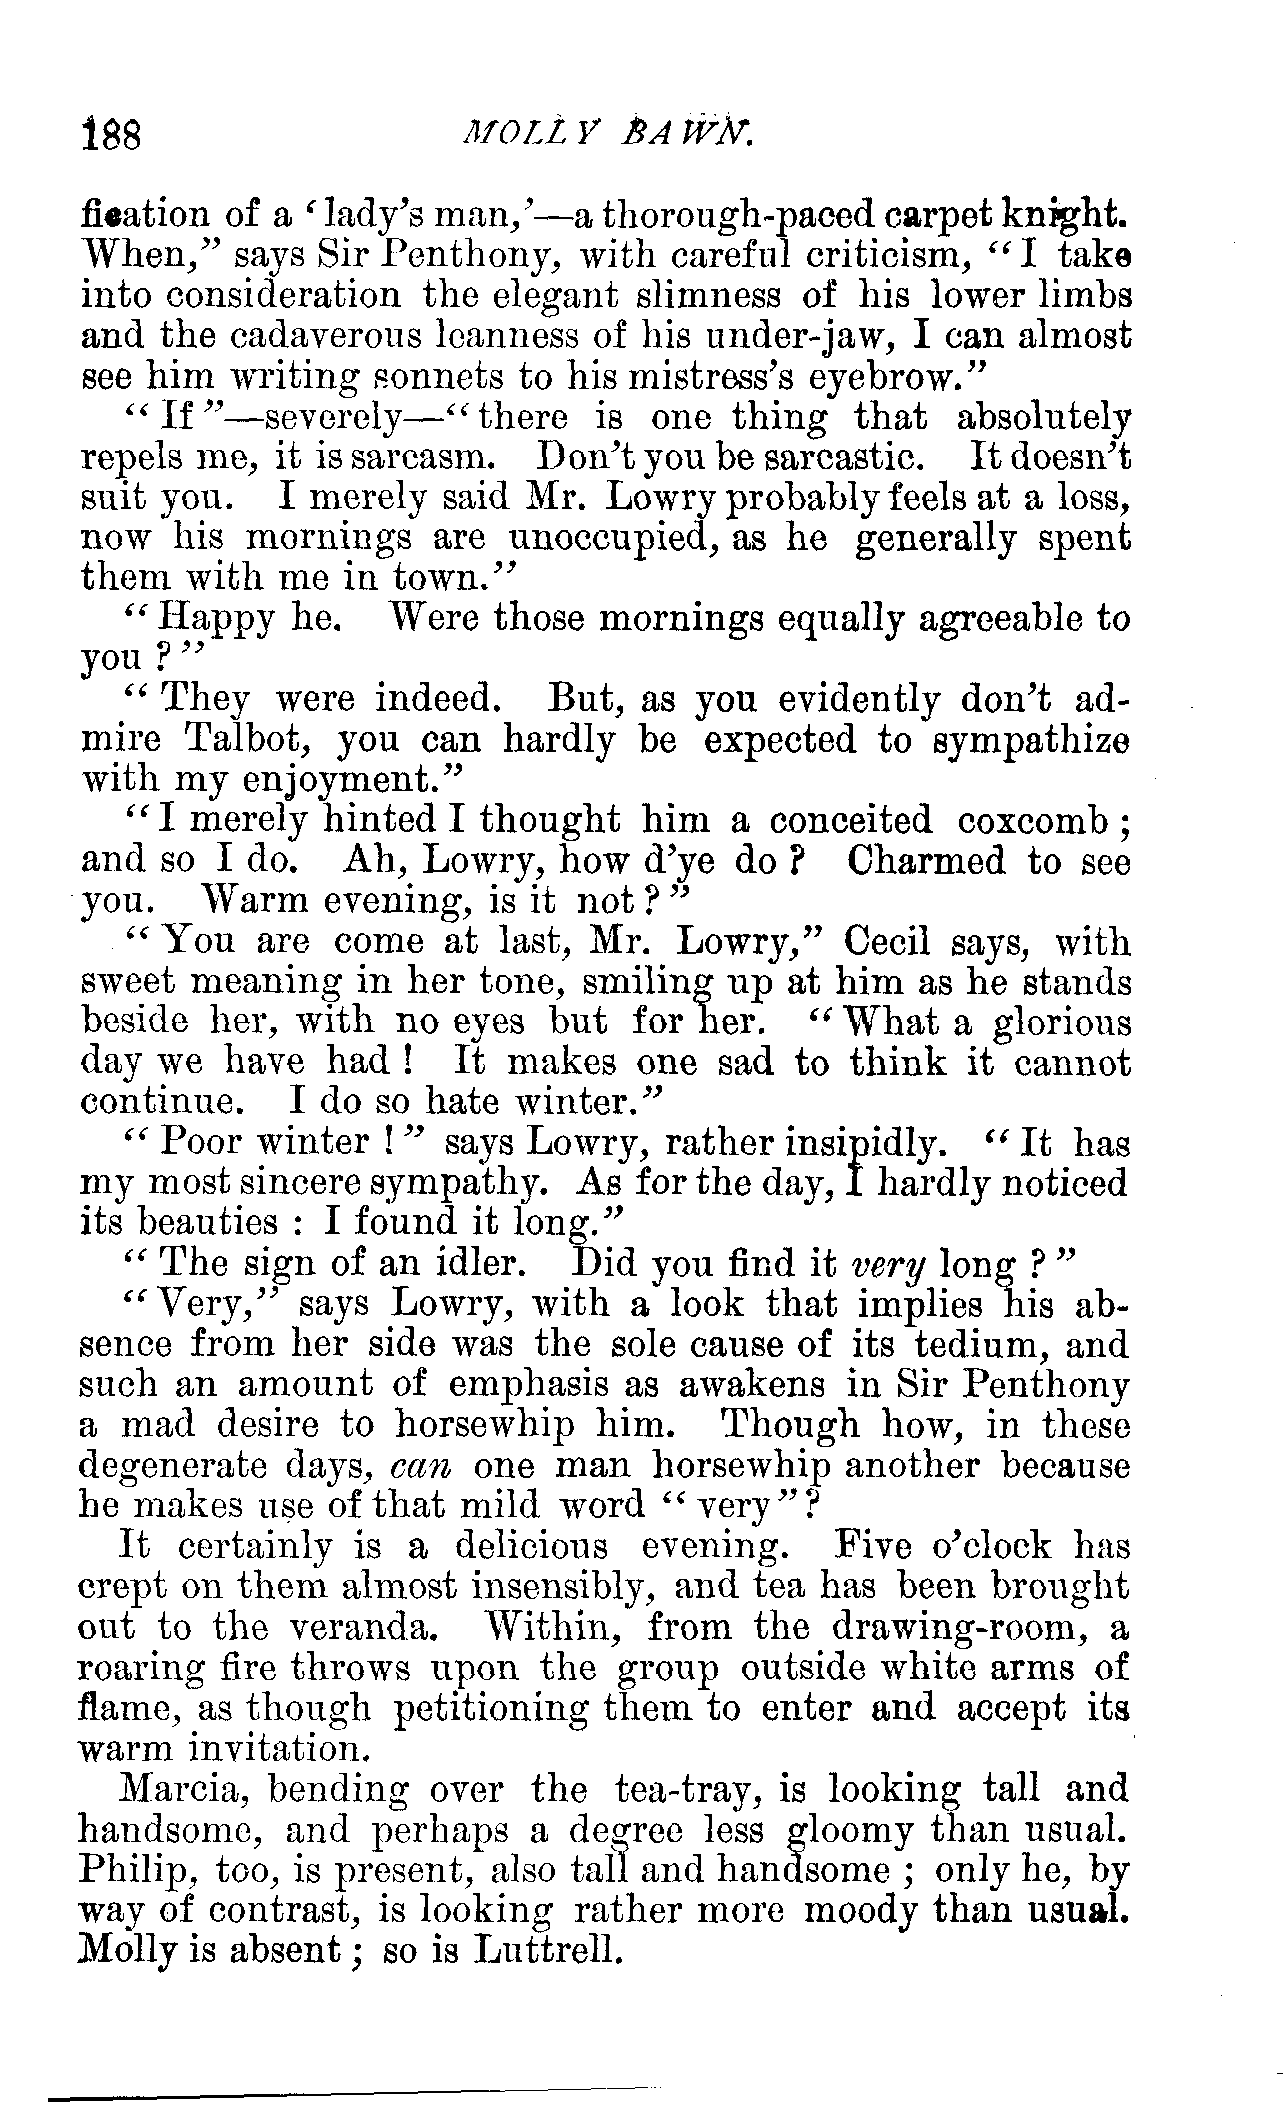 188 MOLLY BAWN.
fication of a ‘lady’s man,’—a thorough-paced carpet knight.
When,” says Sir Penthony, with careful criticism, “I take
into consideration the elegant slimness of his lower limbs
and the cadaverous leanness of his under-jaw, I can almost
see him writing sonnets to his mistress’s eyebrow.”
“If”—severely—“there is one thing that absolutely
repels me, it is sarcasm. Don’t you be sarcastic. It doesn’t
suit you. I merely said Mr. Lowry probably feels at a loss,
now his mornings are unoccupied, as he generally spent
them with me in town.”
“Happy he. Were those mornings equally agreeable to
you?”
“They were indeed. But, as you evidently don’t ad-
mire Talbot, you can hardly be expected to sympathize
with my enjoyment.”
“I merely hinted I thought him a conceited coxcomb;
and so I do. Ah, Lowry, how d’ye do? Charmed to see
you. Warm evening, is it not?”
“You are come at last, Mr. Lowry,” Cecil says, with
sweet meaning in her tone, smiling up at him as he stands
beside her, with no eyes but for her. “What a glorious
day we have had! It makes one sad to think it cannot
continue. I do so hate winter.”
“Poor winter!” says Lowry, rather insipidly. “It has
my most sincere sympathy. As for the day, I hardly noticed
its beauties: I found it long.”
“The sign of an idler. Did you find it very long?”
“Very,” says Lowry, with a look that implies his ab-
sence from her side was the sole cause of its tedium, and
such an amount of emphasis as awakens in Sir Penthony
a mad desire to horsewhip him. Though how, in these
degenerate days, can one man horsewhip another because
he makes use of that mild word “very”?
It certainly is a delicious evening. Five o’clock has
crept on them almost insensibly, and tea has been brought
out to the veranda. Within, from the drawing-room, a
roaring fire throws upon the group outside white arms of
flame, as though petitioning them to enter and accept its
warm invitation.
Marcia, bending over the tea-tray, is looking tall and
handsome, and perhaps a degree less gloomy than usual.
Philip, too, is present, also tall and handsome; only he, by
way of contrast, is looking rather more moody than usual.
Molly is absent; so is Luttrell.